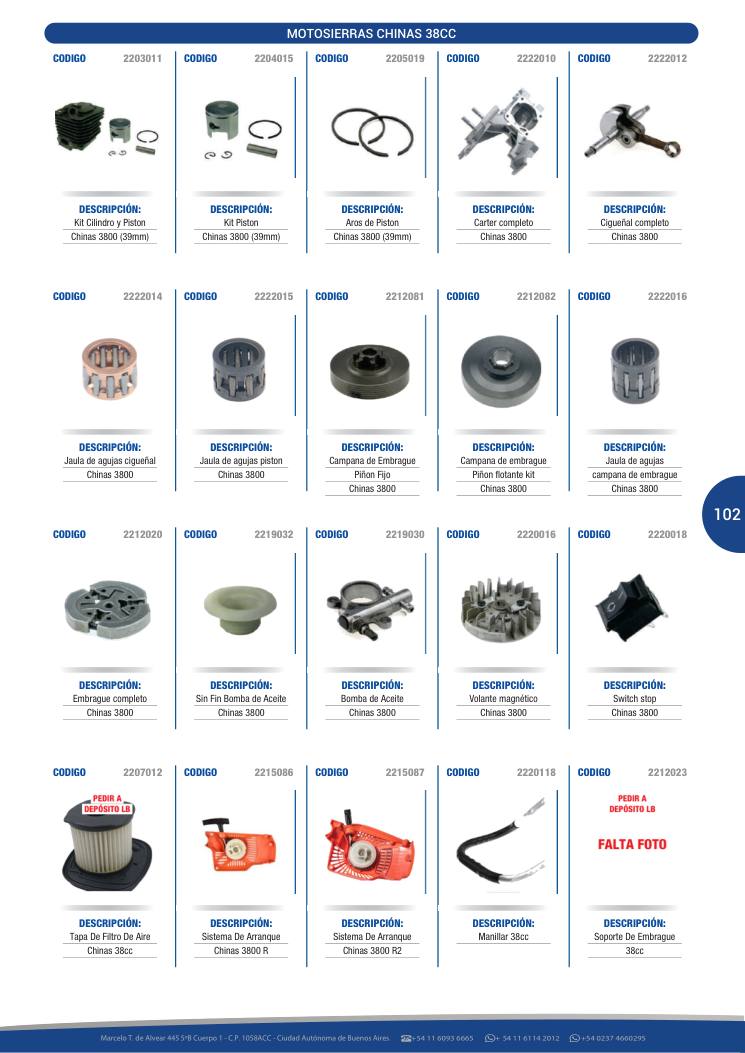 MOTOSIERRAS CHINAS 38CC
CODIGO 2203011
DESCRIPCIÓN:
Kit Cilindro y Piston
Chinas 3800 (39mm)
CODIGO 2204015
DESCRIPCIÓN:
Kit Piston
Chinas 3800 (39mm)
CODIGO 2205019
DESCRIPCIÓN:
Aros de Piston
Chinas 3800 (39mm)
CODIGO 2222010
DESCRIPCIÓN:
Carter completo
Chinas 3800
CODIGO 2222012
DESCRIPCIÓN:
Cigueñal completo
Chinas 3800
CODIGO 2222014
DESCRIPCIÓN:
Jaula de agujas cigueñal
Chinas 3800
CODIGO 2222015
DESCRIPCIÓN:
Jaula de agujas piston
Chinas 3800
CODIGO 2212081
DESCRIPCIÓN:
Campana de Embrague
Piñon Fijo
Chinas 3800
CODIGO 2212082
DESCRIPCIÓN:
Campana de embrague
Piñon flotante kit
Chinas 3800
CODIGO 2222016
DESCRIPCIÓN:
Jaula de agujas
campana de embrague
Chinas 3800
102
CODIGO 2212020
DESCRIPCIÓN:
Embrague completo
Chinas 3800
CODIGO 2219032
DESCRIPCIÓN:
Sin Fin Bomba de Aceite
Chinas 3800
CODIGO 2219030
DESCRIPCIÓN:
Bomba de Aceite
Chinas 3800
CODIGO 2220016
DESCRIPCIÓN:
Volante magnético
Chinas 3800
CODIGO 2220018
DESCRIPCIÓN:
Switch stop
Chinas 3800
CODIGO 2207012
PEDIR A
DEPÓSITO LB
DESCRIPCIÓN:
Tapa De Filtro De Aire
Chinas 38cc
CODIGO 2215086
DESCRIPCIÓN:
Sistema De Arranque
Chinas 3800 R
CODIGO 2215087
DESCRIPCIÓN:
Sistema De Arranque
Chinas 3800 R2
CODIGO 2220118
DESCRIPCIÓN:
Manillar 38cc
CODIGO 2212023
PEDIR A
DEPÓSITO LB
FALTA FOTO
DESCRIPCIÓN:
Soporte De Embrague
38cc
Marcelo T. de Alvear 445 5ºB Cuerpo 1 - C.P. 1058ACC - Ciudad Autónoma de Buenos Aires. +54 11 6093 6665 + 54 11 6114 2012 +54 0237 4660295